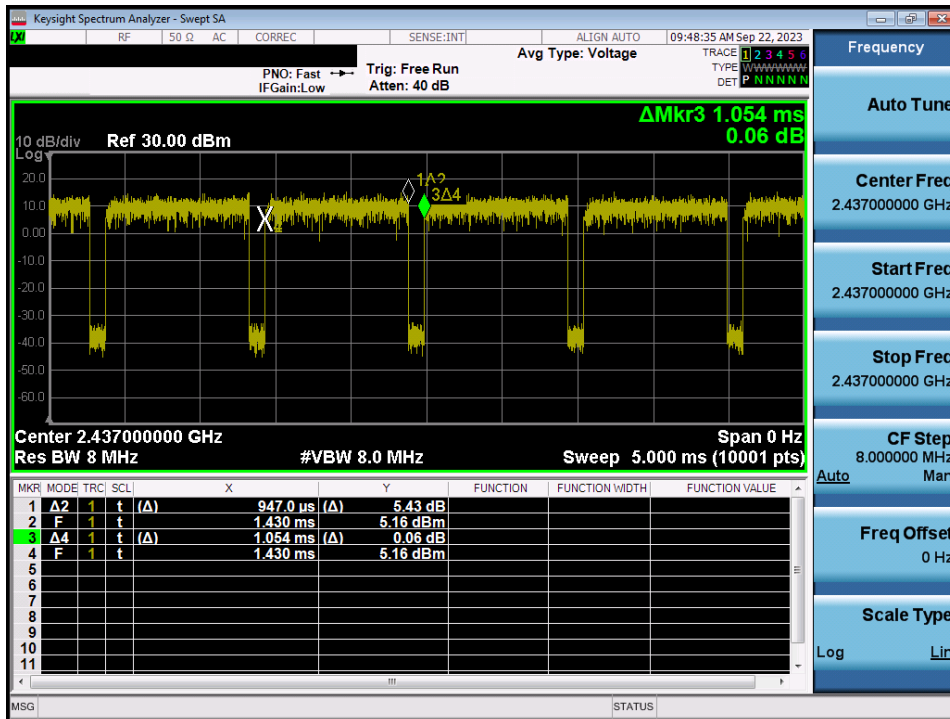 Keysight Spectrum Analyzer - Swept SA
LXI RF 50 Ω AC CORREC SENSE:INT ALIGN AUTO 09:48:35 AM Sep 22, 2023
PNO: Fast
IFGain:Low
Trig: Free Run
Atten: 40 dB
Avg Type: Voltage
TRACE 1 2 3 4 5 6
TYPE WWWWWWW
DET P N N N N N
ΔMkr3 1.054 ms
0.06 dB
10 dB/div Ref 30.00 dBm
Log
20.0
10.0
0.00
-10.0
-20.0
-30.0
-40.0
-50.0
-60.0
1Δ2
3Δ4
4
Center 2.437000000 GHz Span 0 Hz
Res BW 8 MHz #VBW 8.0 MHz Sweep 5.000 ms (10001 pts)
MKR MODE TRC SCL X Y FUNCTION FUNCTION WIDTH FUNCTION VALUE
1 Δ2 1 t (Δ) 947.0 µs (Δ) 5.43 dB
2 F 1 t 1.430 ms 5.16 dBm
3 Δ4 1 t (Δ) 1.054 ms (Δ) 0.06 dB
4 F 1 t 1.430 ms 5.16 dBm
5
6
7
8
9
10
11
MSG STATUS
Frequency
Auto Tune
Center Freq
2.437000000 GHz
Start Freq
2.437000000 GHz
Stop Freq
2.437000000 GHz
CF Step
8.000000 MHz
Auto Man
Freq Offset
0 Hz
Scale Type
Log Lin